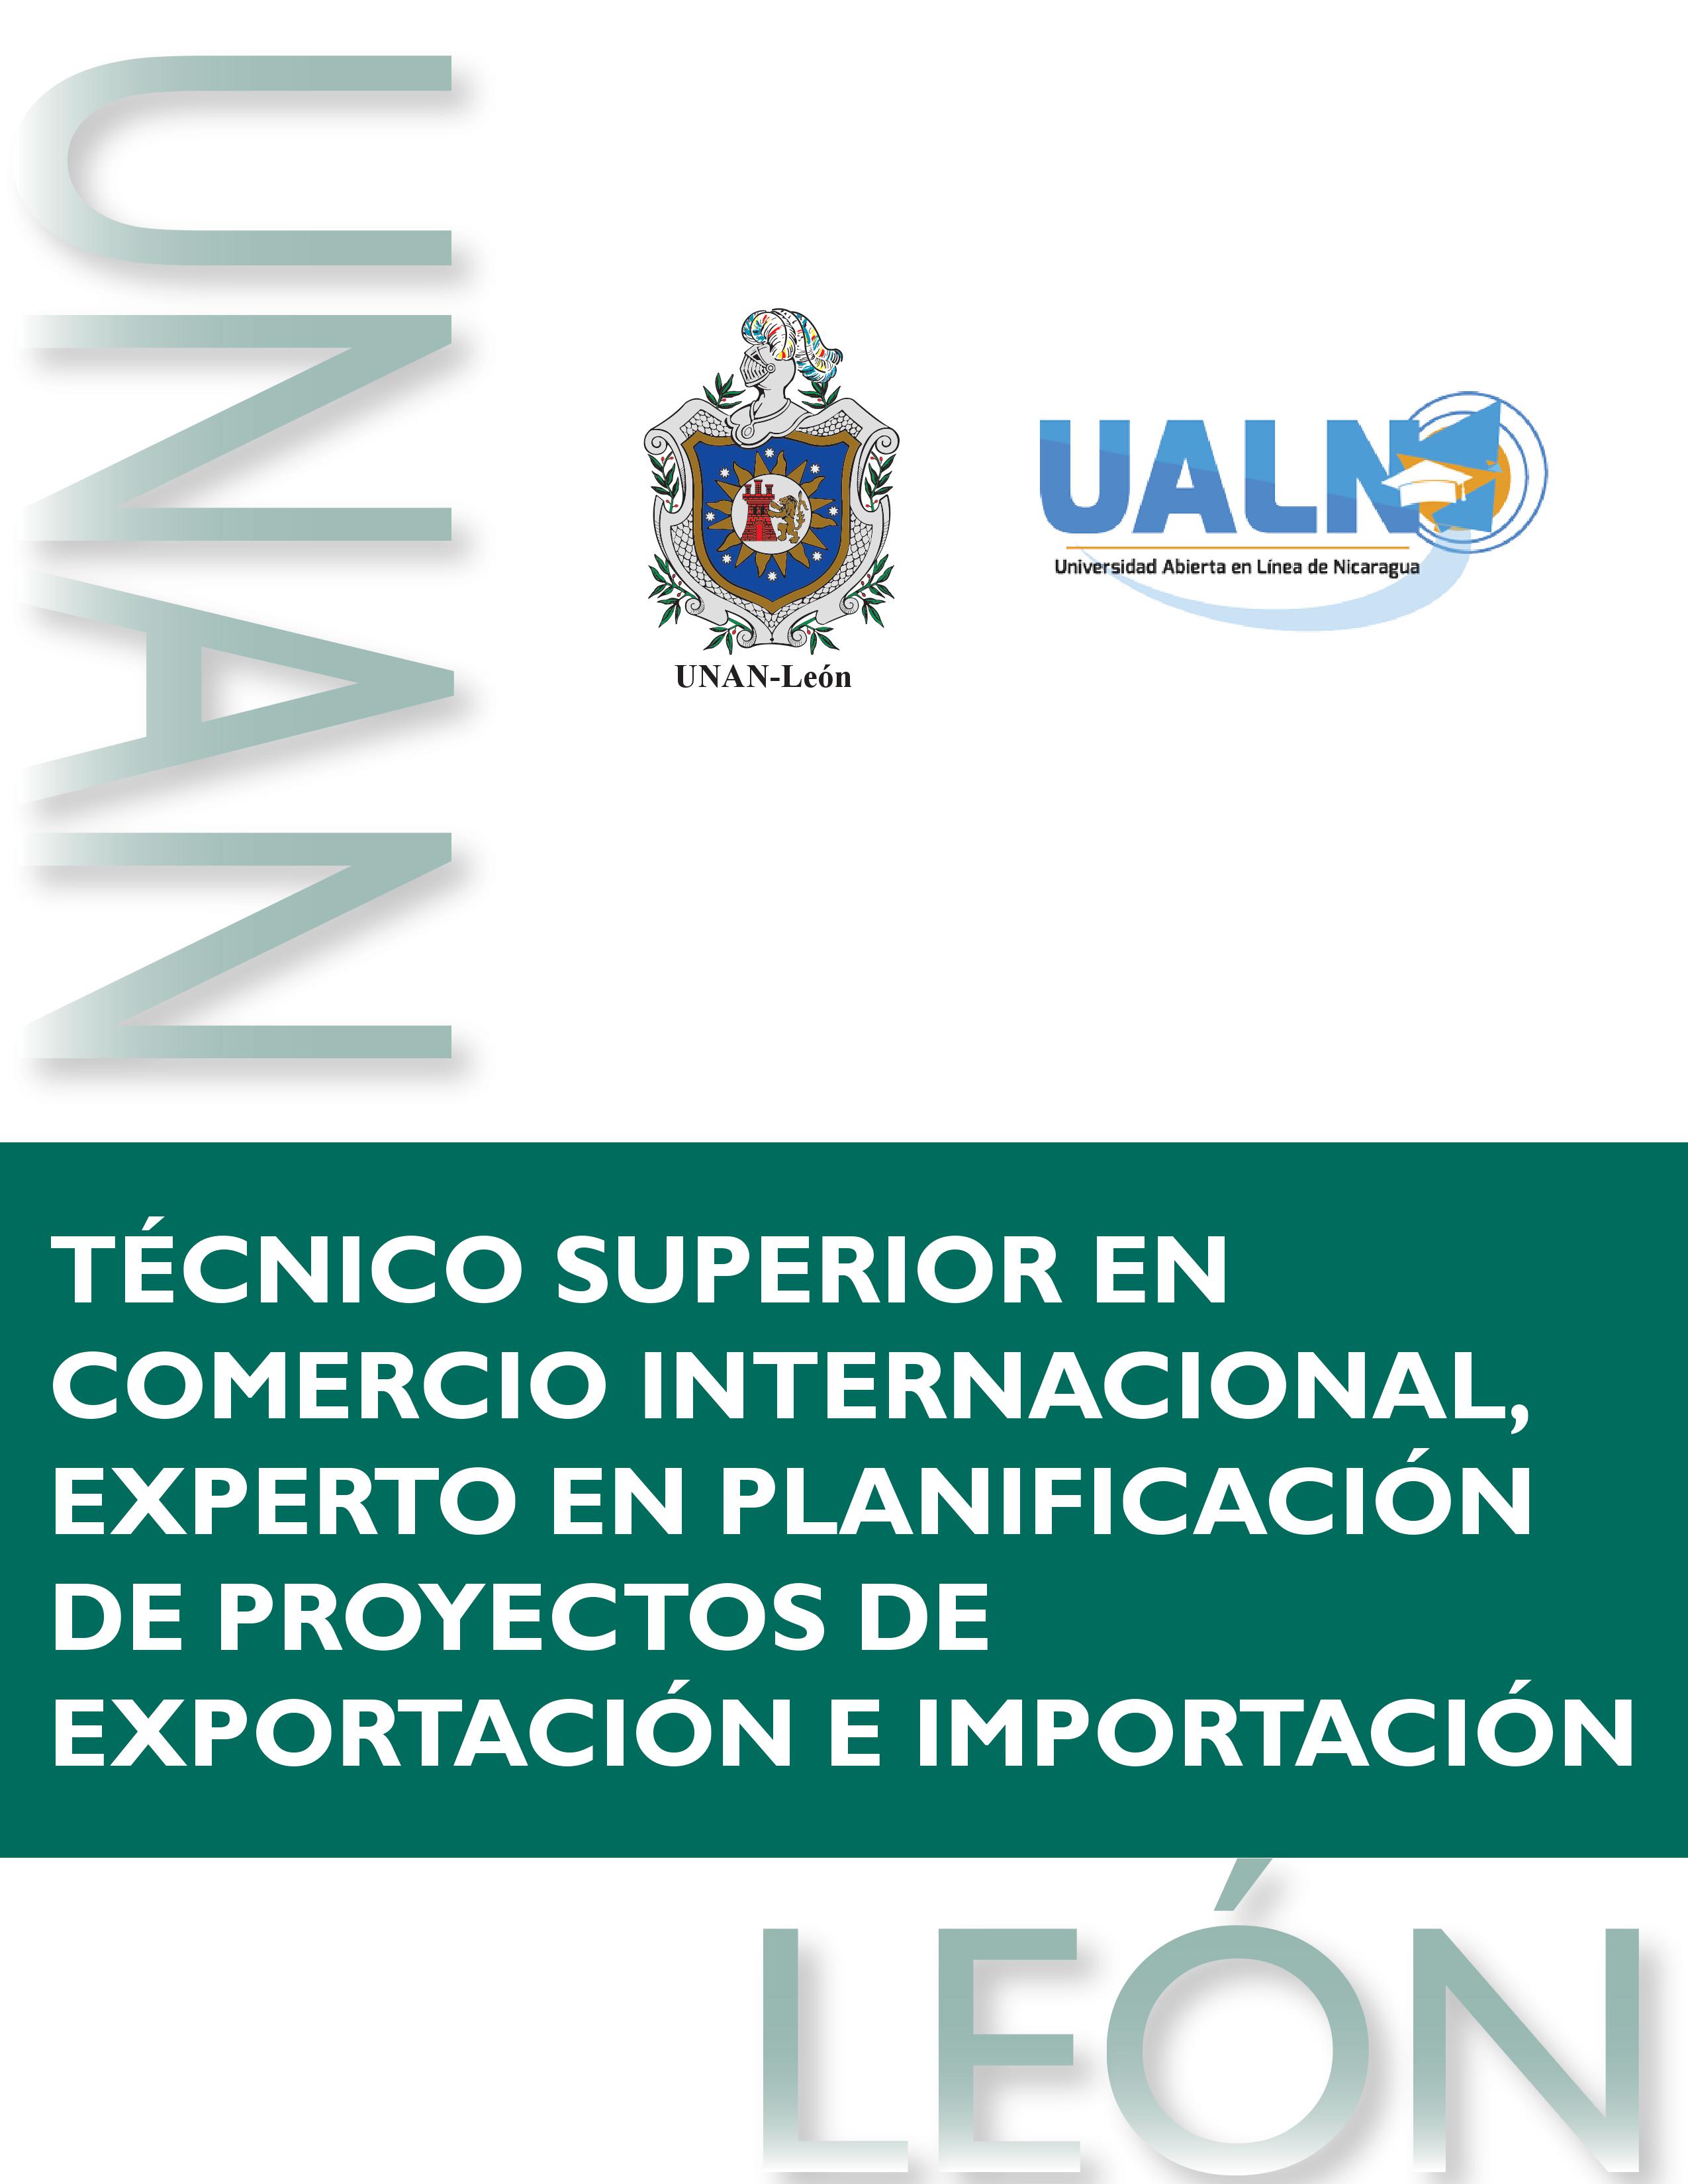 UNAN
UNAN-León
UALN
Universidad Abierta en Línea de Nicaragua
TÉCNICO SUPERIOR EN
COMERCIO INTERNACIONAL,
EXPERTO EN PLANIFICACIÓN
DE PROYECTOS DE
EXPORTACIÓN E IMPORTACIÓN
LEÓN